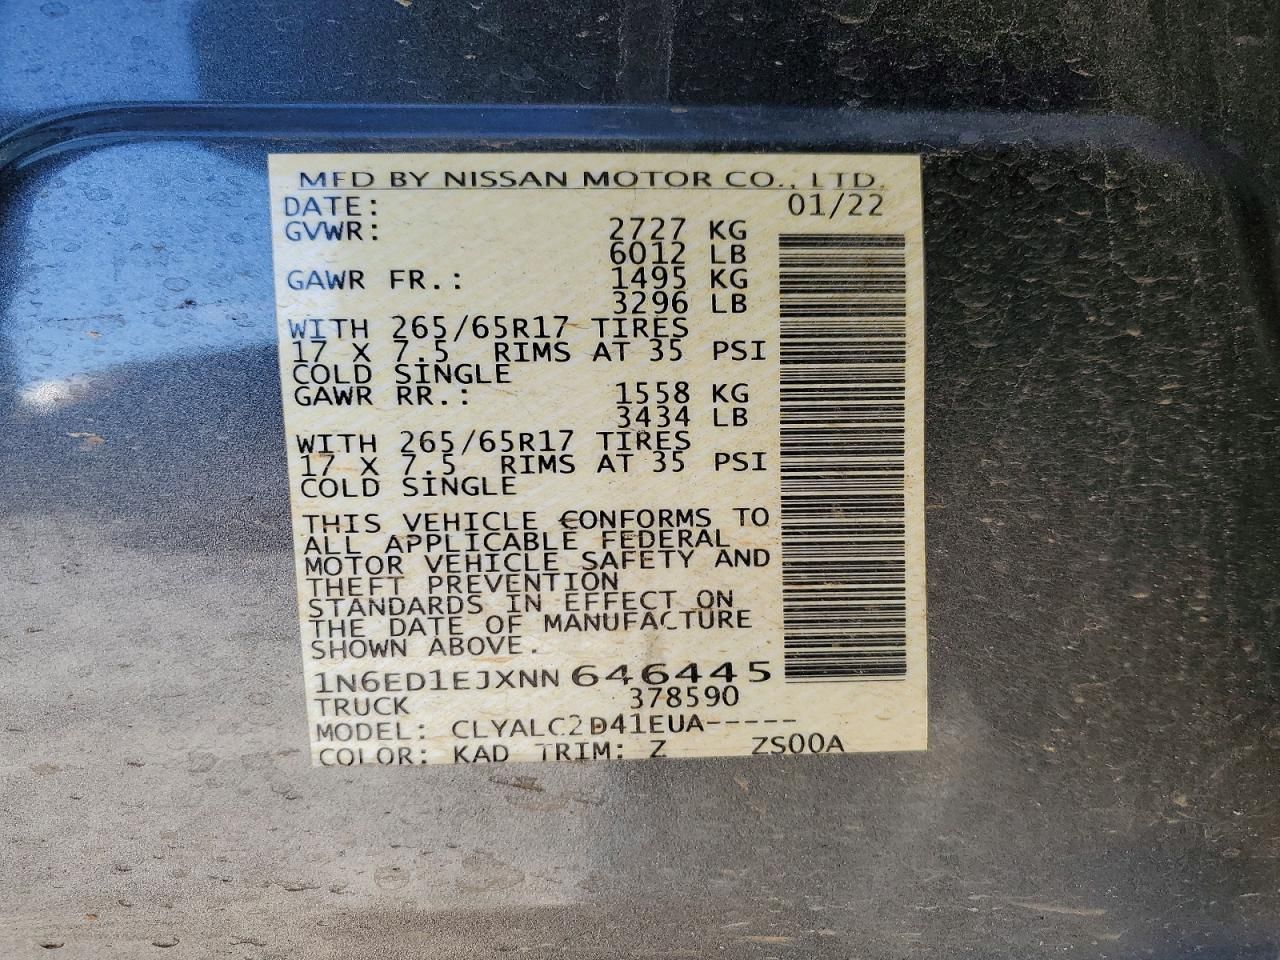 MFD BY NISSAN MOTOR CO., LTD.
DATE: 01/22
GVWR: 2727 KG
6012 LB
GAWR FR.: 1495 KG
3296 LB
WITH 265/65R17 TIRES
17 X 7.5 RIMS AT 35 PSI
COLD SINGLE
GAWR RR.: 1558 KG
3434 LB
WITH 265/65R17 TIRES
17 X 7.5 RIMS AT 35 PSI
COLD SINGLE
THIS VEHICLE CONFORMS TO
ALL APPLICABLE FEDERAL
MOTOR VEHICLE SAFETY AND
THEFT PREVENTION
STANDARDS IN EFFECT ON
THE DATE OF MANUFACTURE
SHOWN ABOVE.
1N6ED1EJXNN646445
TRUCK 378590
MODEL: CLYALC2D41EUA-----
COLOR: KAD TRIM: Z ZS00A